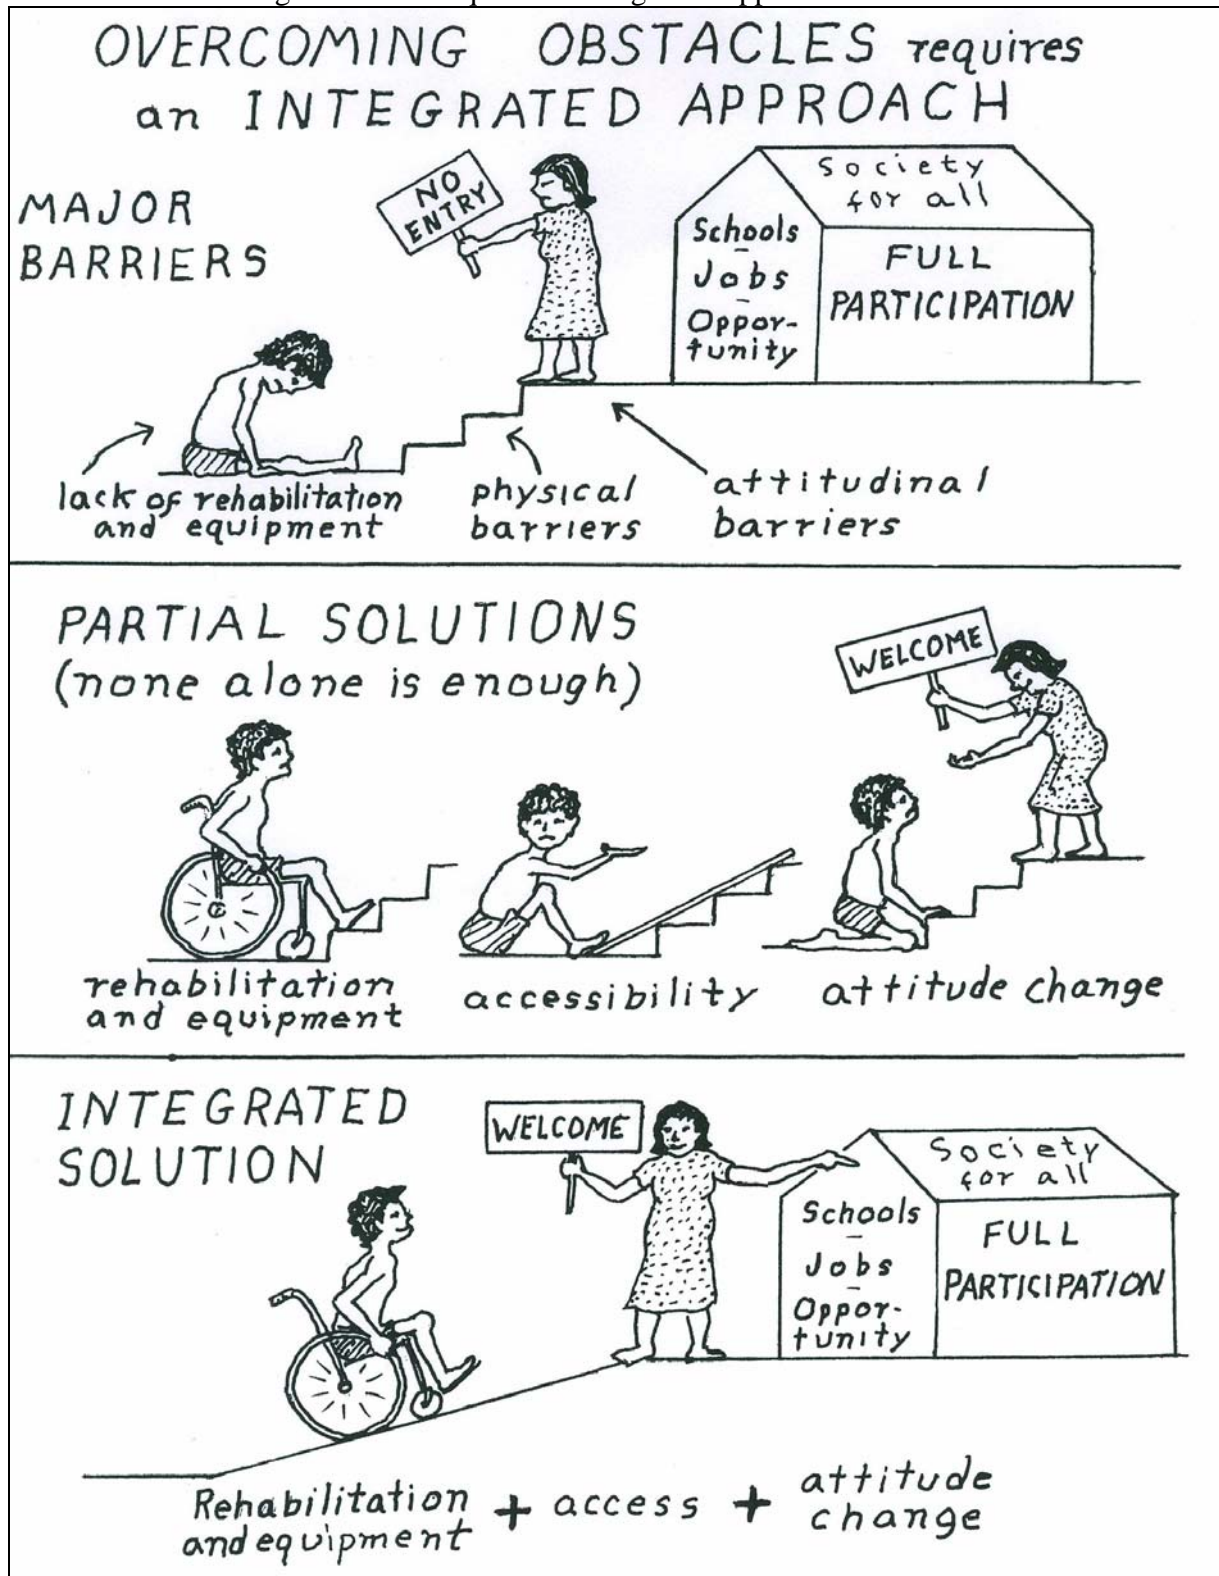 OVERCOMING OBSTACLES requires
an INTEGRATED APPROACH
MAJOR
BARRIERS
NO
ENTRY
Society
for all
Schools
-
Jobs
-
Oppor-
tunity
FULL
PARTICIPATION
lack of rehabilitation
and equipment
physical
barriers
attitudinal
barriers
PARTIAL SOLUTIONS
(none alone is enough)
WELCOME
rehabilitation
and equipment
accessibility
attitude change
INTEGRATED
SOLUTION
WELCOME
Society
for all
Schools
-
Jobs
-
Oppor-
tunity
FULL
PARTICIPATION
Rehabilitation
and equipment
+ access +
attitude
change